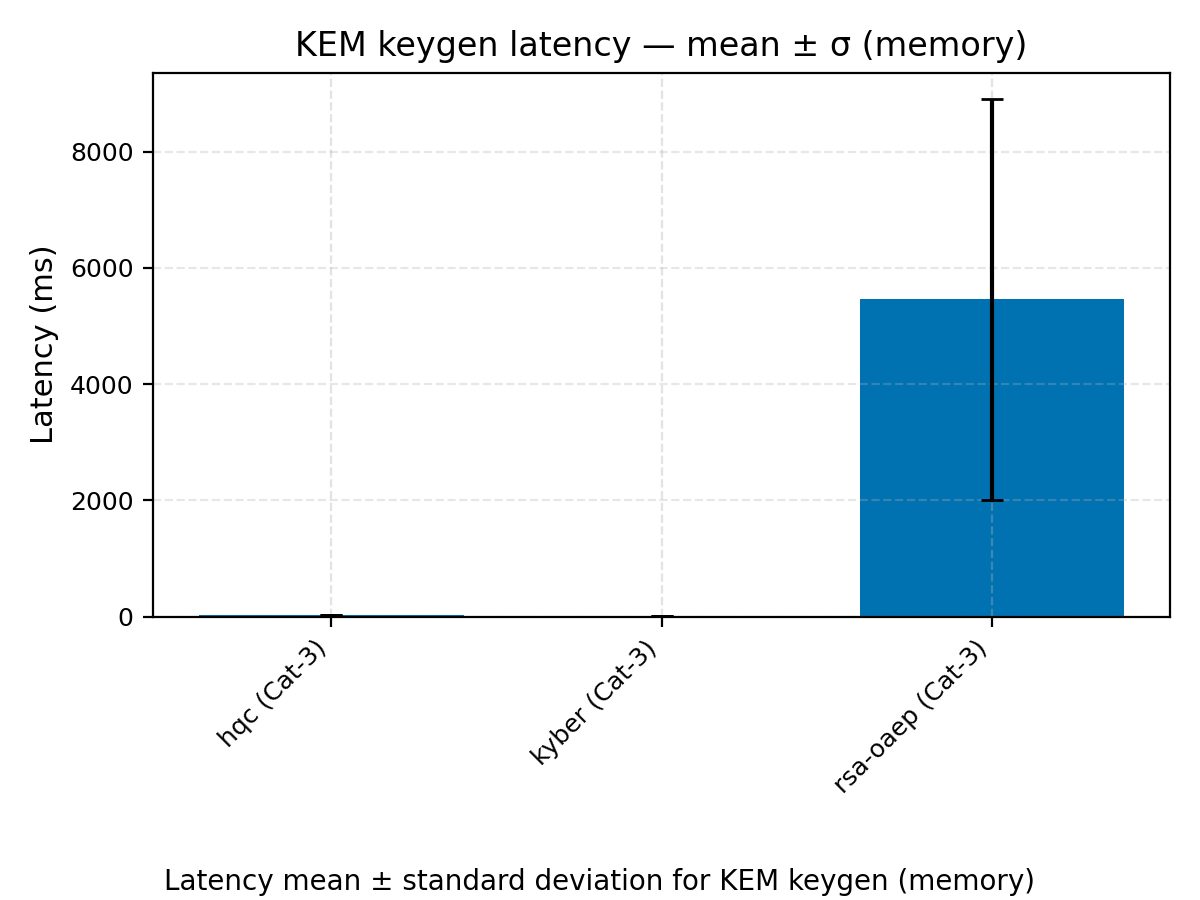 KEM keygen latency — mean ± σ (memory)
Latency (ms)
8000
6000
4000
2000
0
hqc (Cat-3)
kyber (Cat-3)
rsa-oaep (Cat-3)
Latency mean ± standard deviation for KEM keygen (memory)